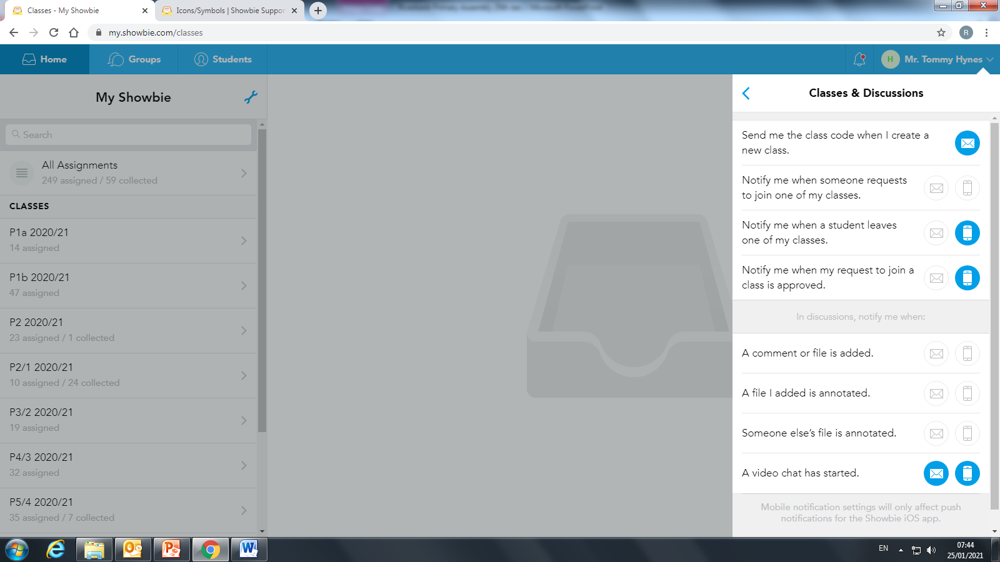 Classes - My Showbie
Icons/Symbols | Showbie Suppor
my.showbie.com/classes
R
Home
Groups
Students
H
Mr. Tommy Hynes
My Showbie
Search
All Assignments
249 assigned / 59 collected
CLASSES
P1a 2020/21
14 assigned
P1b 2020/21
47 assigned
P2 2020/21
23 assigned / 1 collected
P2/1 2020/21
10 assigned / 24 collected
P3/2 2020/21
19 assigned
P4/3 2020/21
32 assigned
P5/4 2020/21
35 assigned / 7 collected
Classes & Discussions
Send me the class code when I create a
new class.
Notify me when someone requests
to join one of my classes.
Notify me when a student leaves
one of my classes.
Notify me when my request to join a
class is approved.
In discussions, notify me when:
A comment or file is added.
A file I added is annotated.
Someone else’s file is annotated.
A video chat has started.
Mobile notification settings will only affect push
notifications for the Showbie iOS app.
EN
07:44
25/01/2021